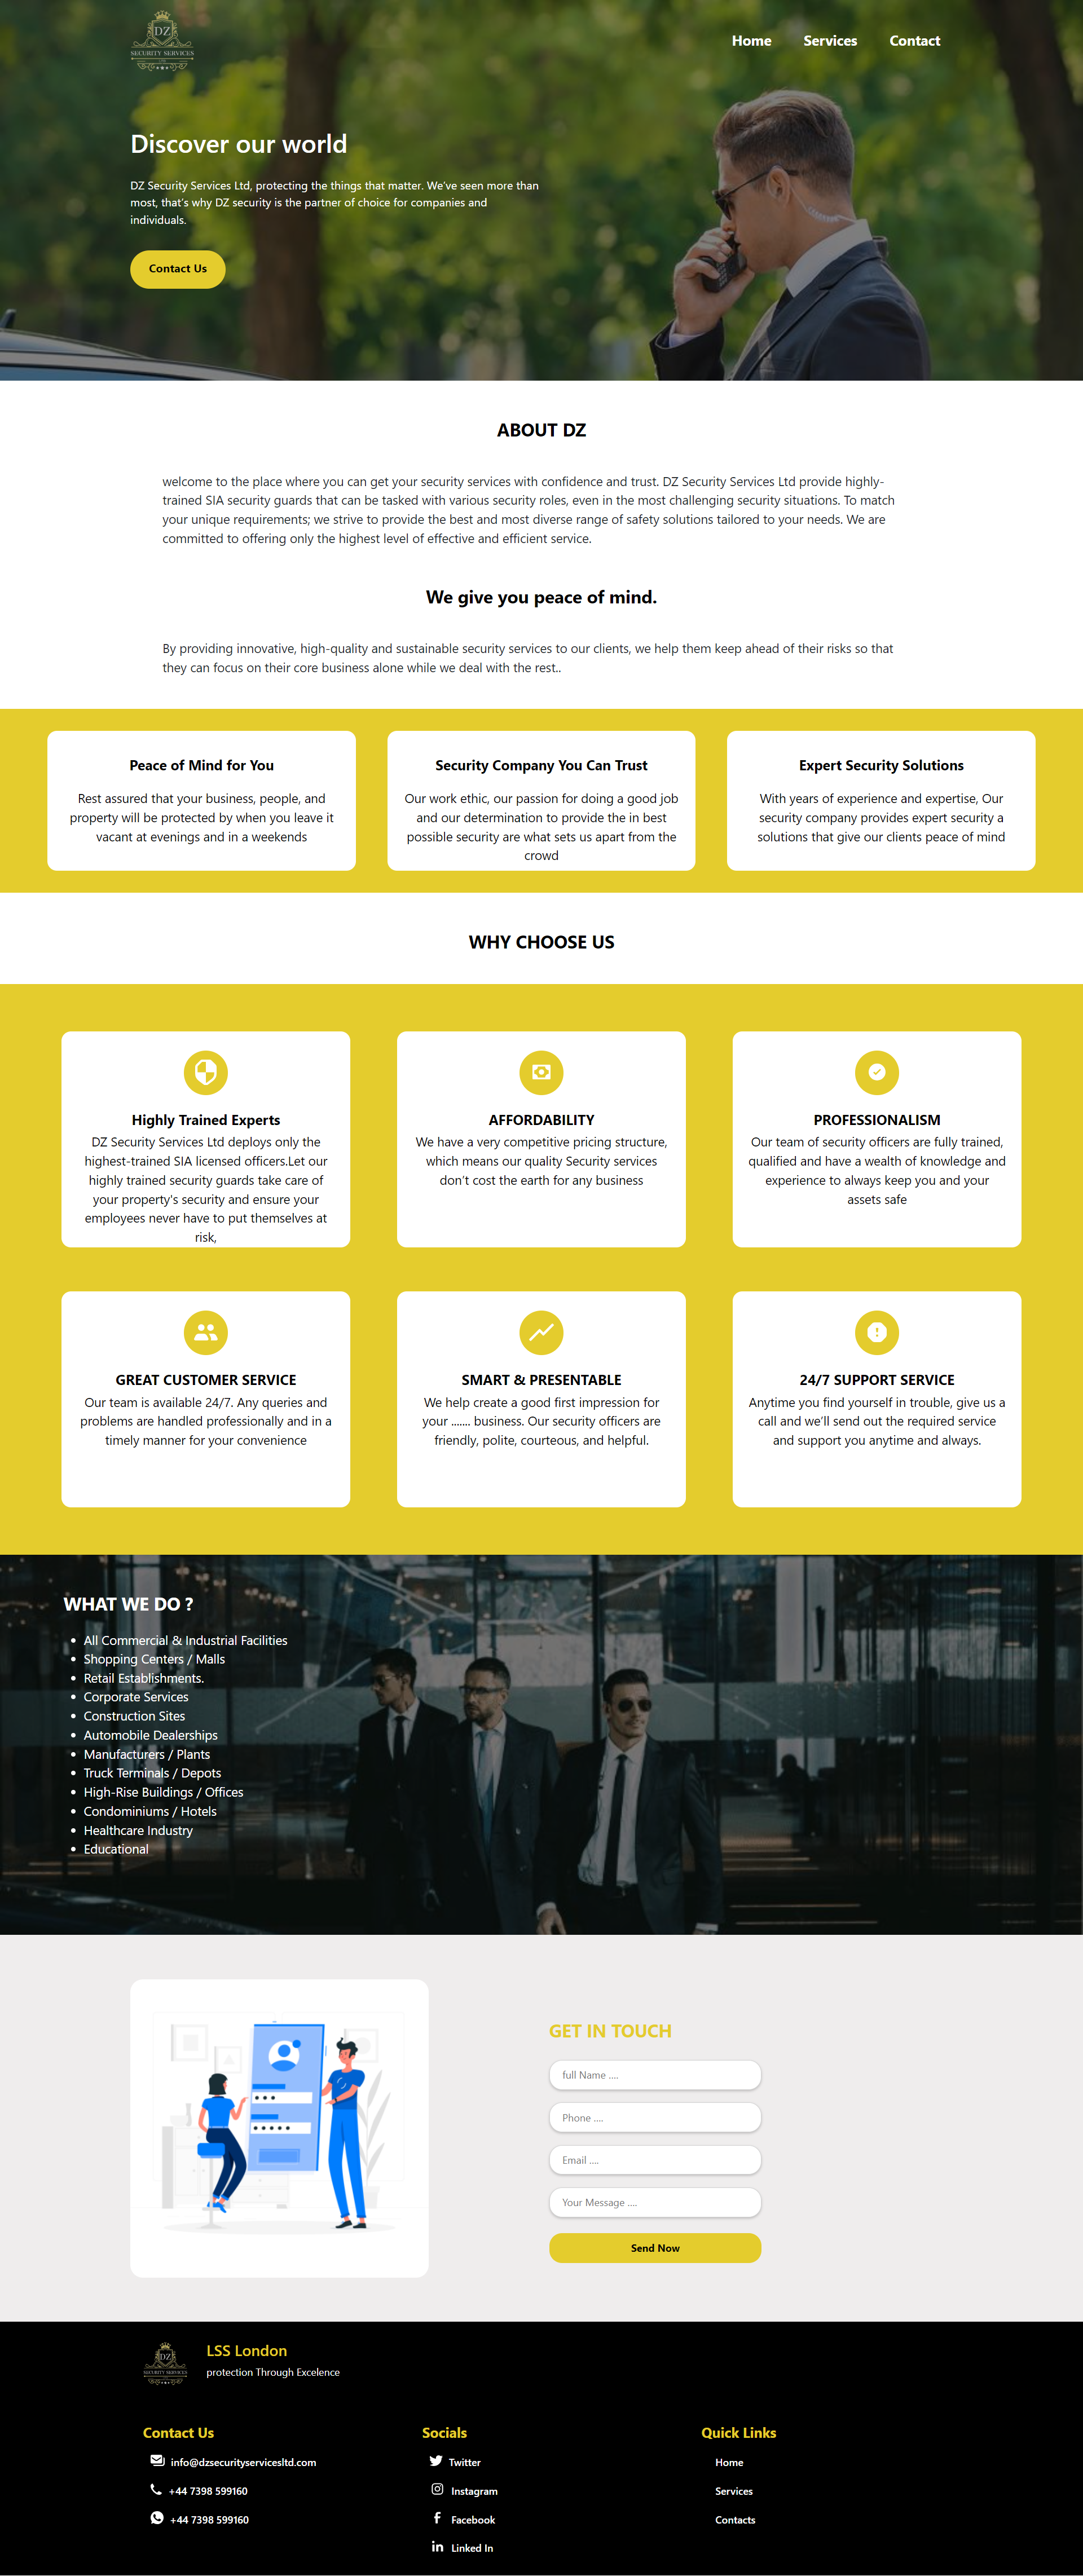 DZ
SECURITY SERVICES
Home
Services
Contact
Discover our world
DZ Security Services Ltd, protecting the things that matter. We've seen more than
most, that's why DZ security is the partner of choice for companies and
individuals.
Contact Us
ABOUT DZ
welcome to the place where you can get your security services with confidence and trust. DZ Security Services Ltd provide highly-
trained SIA security guards that can be tasked with various security roles, even in the most challenging security situations. To match
your unique requirements; we strive to provide the best and most diverse range of safety solutions tailored to your needs. We are
committed to offering only the highest level of effective and efficient service.
We give you peace of mind.
By providing innovative, high-quality and sustainable security services to our clients, we help them keep ahead of their risks so that
they can focus on their core business alone while we deal with the rest..
Peace of Mind for You
Rest assured that your business, people, and
property will be protected by when you leave it
vacant at evenings and in a weekends
Security Company You Can Trust
Our work ethic, our passion for doing a good job
and our determination to provide the in best
possible security are what sets us apart from the
crowd
Expert Security Solutions
With years of experience and expertise, Our
security company provides expert security a
solutions that give our clients peace of mind
WHY CHOOSE US
Highly Trained Experts
DZ Security Services Ltd deploys only the
highest-trained SIA licensed officers.Let our
highly trained security guards take care of
your property's security and ensure your
employees never have to put themselves at
risk,
AFFORDABILITY
We have a very competitive pricing structure,
which means our quality Security services
don't cost the earth for any business
PROFESSIONALISM
Our team of security officers are fully trained,
qualified and have a wealth of knowledge and
experience to always keep you and your
assets safe
GREAT CUSTOMER SERVICE
Our team is available 24/7. Any queries and
problems are handled professionally and in a
timely manner for your convenience
SMART & PRESENTABLE
We help create a good first impression for
your ....... business. Our security officers are
friendly, polite, courteous, and helpful.
24/7 SUPPORT SERVICE
Anytime you find yourself in trouble, give us a
call and we'll send out the required service
and support you anytime and always.
WHAT WE DO ?
• All Commercial & Industrial Facilities
• Shopping Centers / Malls
• Retail Establishments.
• Corporate Services
• Construction Sites
• Automobile Dealerships
• Manufacturers / Plants
• Truck Terminals / Depots
• High-Rise Buildings / Offices
• Condominiums / Hotels
• Healthcare Industry
• Educational
GET IN TOUCH
full Name ....
Phone ....
Email ....
Your Message ....
Send Now
DZ
SECURITY SERVICES
LSS London
protection Through Excelence
Contact Us
info@dzsecurityservicesltd.com
+44 7398 599160
+44 7398 599160
Socials
Twitter
Instagram
Facebook
Linked In
Quick Links
Home
Services
Contacts